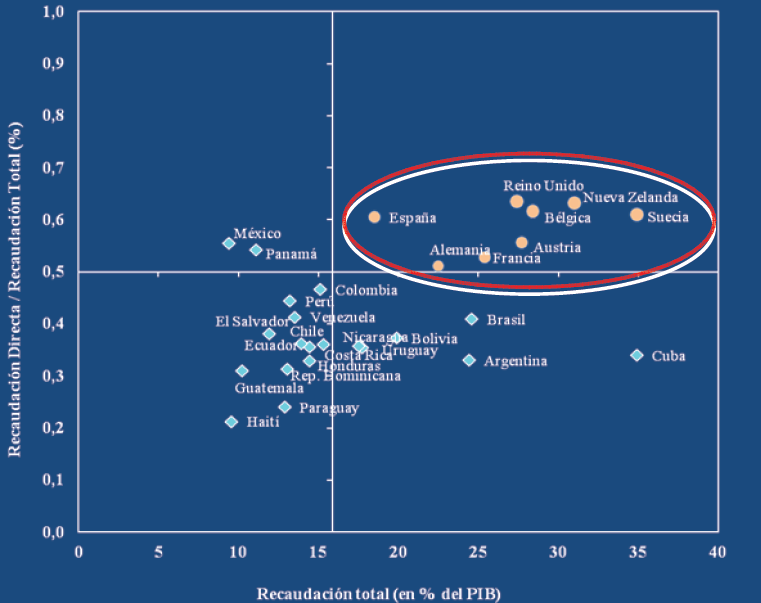 1,0
0,9
0,8
0,7
0,6
0,5
0,4
0,3
0,2
0,1
0,0
Recaudación Directa / Recaudación Total (%)
Reino Unido
Nueva Zelanda
España
Bélgica
Suecia
México
Alemania
Austria
Panamá
Francia
Colombia
Perú
El Salvador
Venezuela
Brasil
Chile
Nicaragua
Bolivia
Ecuador
Uruguay
Costa Rica
Cuba
Argentina
Honduras
Rep. Dominicana
Guatemala
Paraguay
Haití
0 5 10 15 20 25 30 35 40
Recaudación total (en % del PIB)